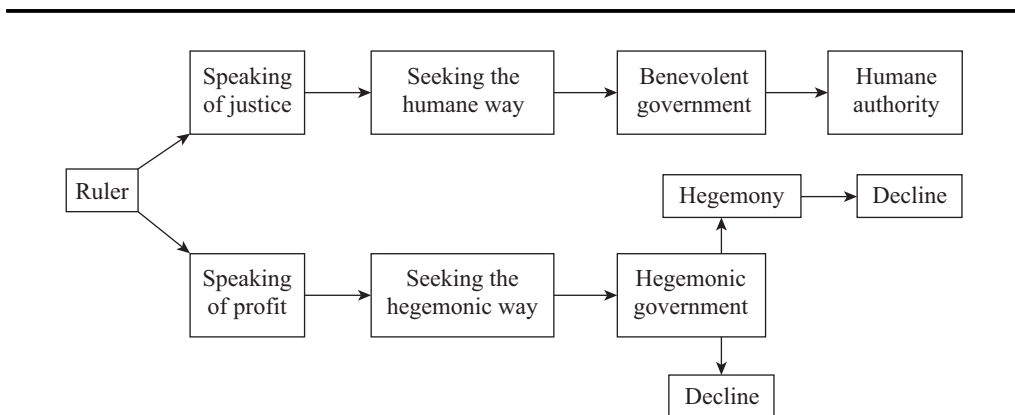 Speaking
of justice
Seeking the
humane way
Benevolent
government
Humane
authority
Ruler
Hegemony
Decline
Speaking
of profit
Seeking the
hegemonic way
Hegemonic
government
Decline